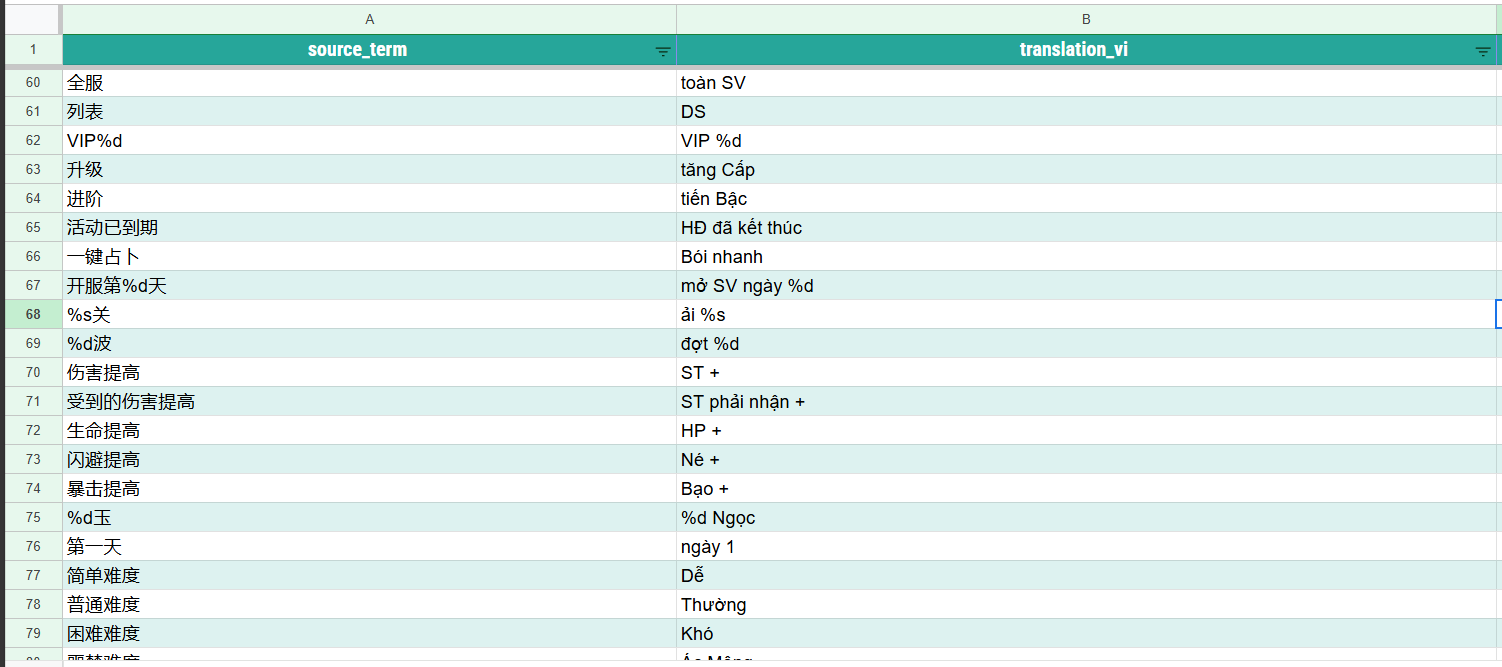 A B
1 source_term translation_vi
60 全服 toàn SV
61 列表 DS
62 VIP%d VIP %d
63 升级 tăng Cấp
64 进阶 tiến Bậc
65 活动已到期 HĐ đã kết thúc
66 一键占卜 Bói nhanh
67 开服第%d天 mở SV ngày %d
68 %s关 ải %s
69 %d波 đợt %d
70 伤害提高 ST +
71 受到的伤害提高 ST phải nhận +
72 生命提高 HP +
73 闪避提高 Né +
74 暴击提高 Bạo +
75 %d玉 %d Ngọc
76 第一天 ngày 1
77 简单难度 Dễ
78 普通难度 Thường
79 困难难度 Khó